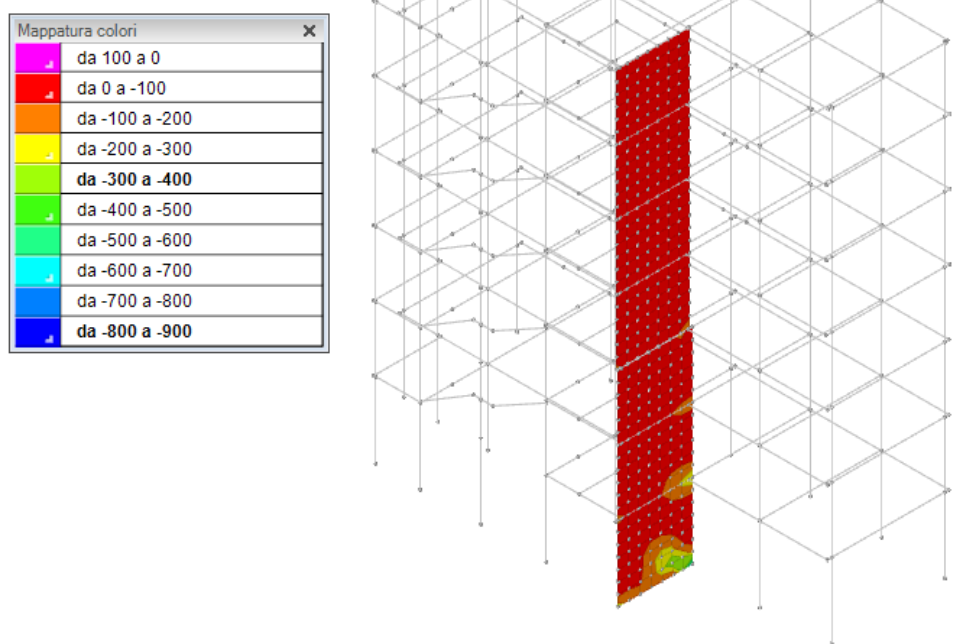 Mappatura colori
da 100 a 0
da 0 a -100
da -100 a -200
da -200 a -300
da -300 a -400
da -400 a -500
da -500 a -600
da -600 a -700
da -700 a -800
da -800 a -900